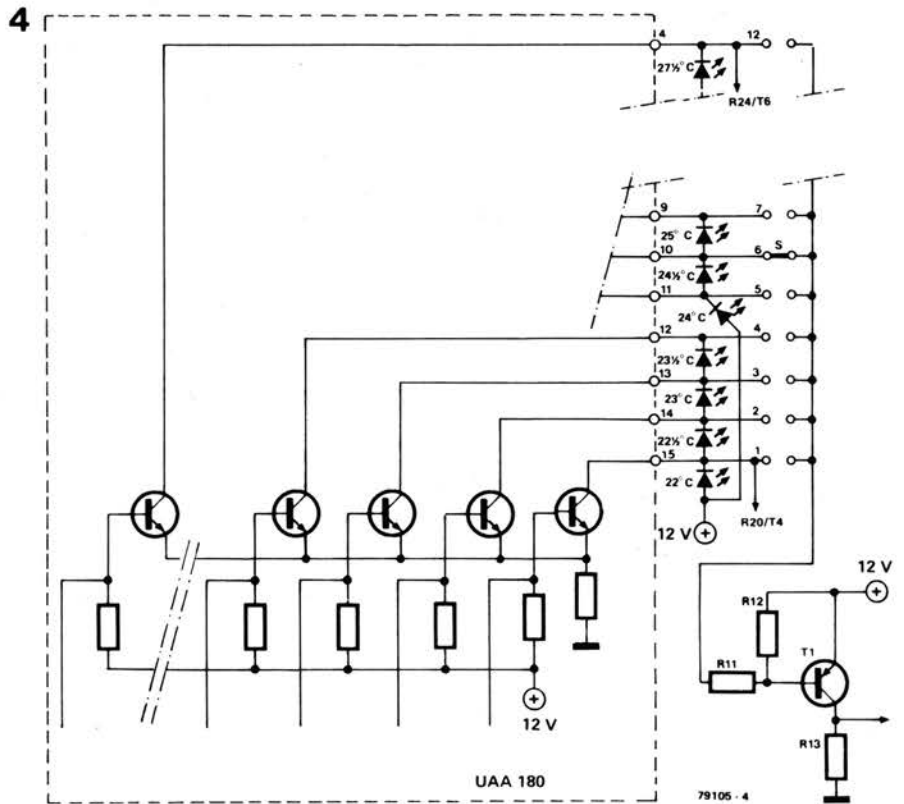 4
4
12
27½° C
R24/T6
9
7
25° C
10
6
S
24½° C
11
5
24° C
12
4
23½° C
13
3
23° C
14
2
22½° C
15
1
22° C
12 V
+
R20/T4
12 V
+
R12
R11
T1
R13
+
12 V
UAA 180
79105 - 4